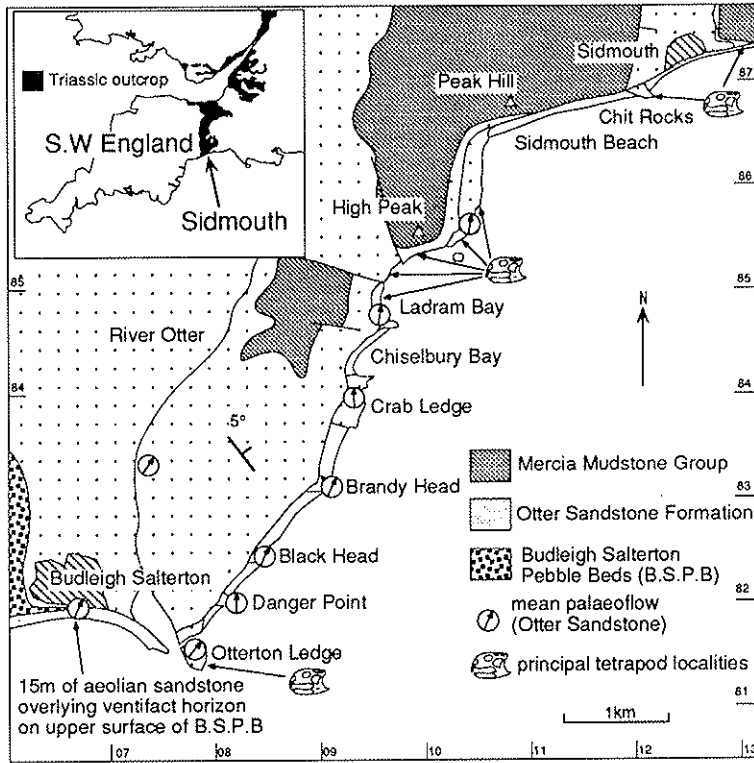 Triassic outcrop
S.W England
Sidmouth
Sidmouth
Peak Hill
Chit Rocks
Sidmouth Beach
High Peak
Ladram Bay
River Otter
Chiselbury Bay
Crab Ledge
N
5°
Brandy Head
Black Head
Budleigh Salterton
Danger Point
Otterton Ledge
15m of aeolian sandstone
overlying ventifact horizon
on upper surface of B.S.P.B
Mercia Mudstone Group
Otter Sandstone Formation
Budleigh Salterton
Pebble Beds (B.S.P.B)
mean palaeoflow
(Otter Sandstone)
principal tetrapod localities
1km
87
86
85
84
83
82
81
85
84
07
08
09
10
11
12
13